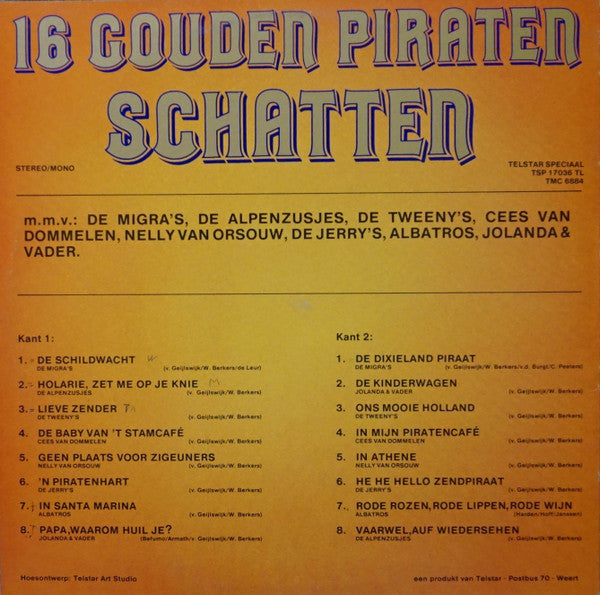 16 GOUDEN PIRATEN
SCHATTEN
STEREO/MONO
TELSTAR SPECIAAL
TSP 17036 TL
TMC 6884
m.m.v.: DE MIGRA'S, DE ALPENZUSJES, DE TWEENY'S, CEES VAN
DOMMELEN, NELLY VAN ORSOUW, DE JERRY'S, ALBATROS, JOLANDA &
VADER.
Kant 1:
1. DE SCHILDWACHT
DE MIGRA'S (v. Geijlswijk/W. Berkers/de Leur)
2. HOLARIE, ZET ME OP JE KNIE
DE ALPENZUSJES (v. Geijlswijk/W. Berkers)
3. LIEVE ZENDER
DE TWEENY'S (v. Geijlswijk/W. Berkers)
4. DE BABY VAN 'T STAMCAFÉ
CEES VAN DOMMELEN (v. Geijlswijk/W. Berkers)
5. GEEN PLAATS VOOR ZIGEUNERS
NELLY VAN ORSOUW (v. Geijlswijk/W. Berkers)
6. 'N PIRATENHART
DE JERRY'S (v. Geijlswijk/W. Berkers)
7. IN SANTA MARINA
ALBATROS (v. Geijlswijk/W. Berkers)
8. PAPA, WAAROM HUIL JE?
JOLANDA & VADER (Befumo/Armath/v. Geijlswijk/W. Berkers)
Kant 2:
1. DE DIXIELAND PIRAAT
DE MIGRA'S (v. Geijlswijk/W. Berkers/v.d. Burgt/C. Peeters)
2. DE KINDERWAGEN
JOLANDA & VADER (v. Geijlswijk/W. Berkers)
3. ONS MOOIE HOLLAND
DE TWEENY'S (v. Geijlswijk/W. Berkers)
4. IN MIJN PIRATENCAFÉ
CEES VAN DOMMELEN (v. Geijlswijk/W. Berkers)
5. IN ATHENE
NELLY VAN ORSOUW (v. Geijlswijk/W. Berkers)
6. HE HE HELLO ZENDPIRAAT
DE JERRY'S (v. Geijlswijk/W. Berkers)
7. RODE ROZEN, RODE LIPPEN, RODE WIJN
ALBATROS (Harden/Hoff/Janssen)
8. VAARWEL, AUF WIEDERSEHEN
DE ALPENZUSJES (v. Geijlswijk/W. Berkers)
Hoesontwerp: Telstar Art Studio
een produkt van Telstar - Postbus 70 - Weert